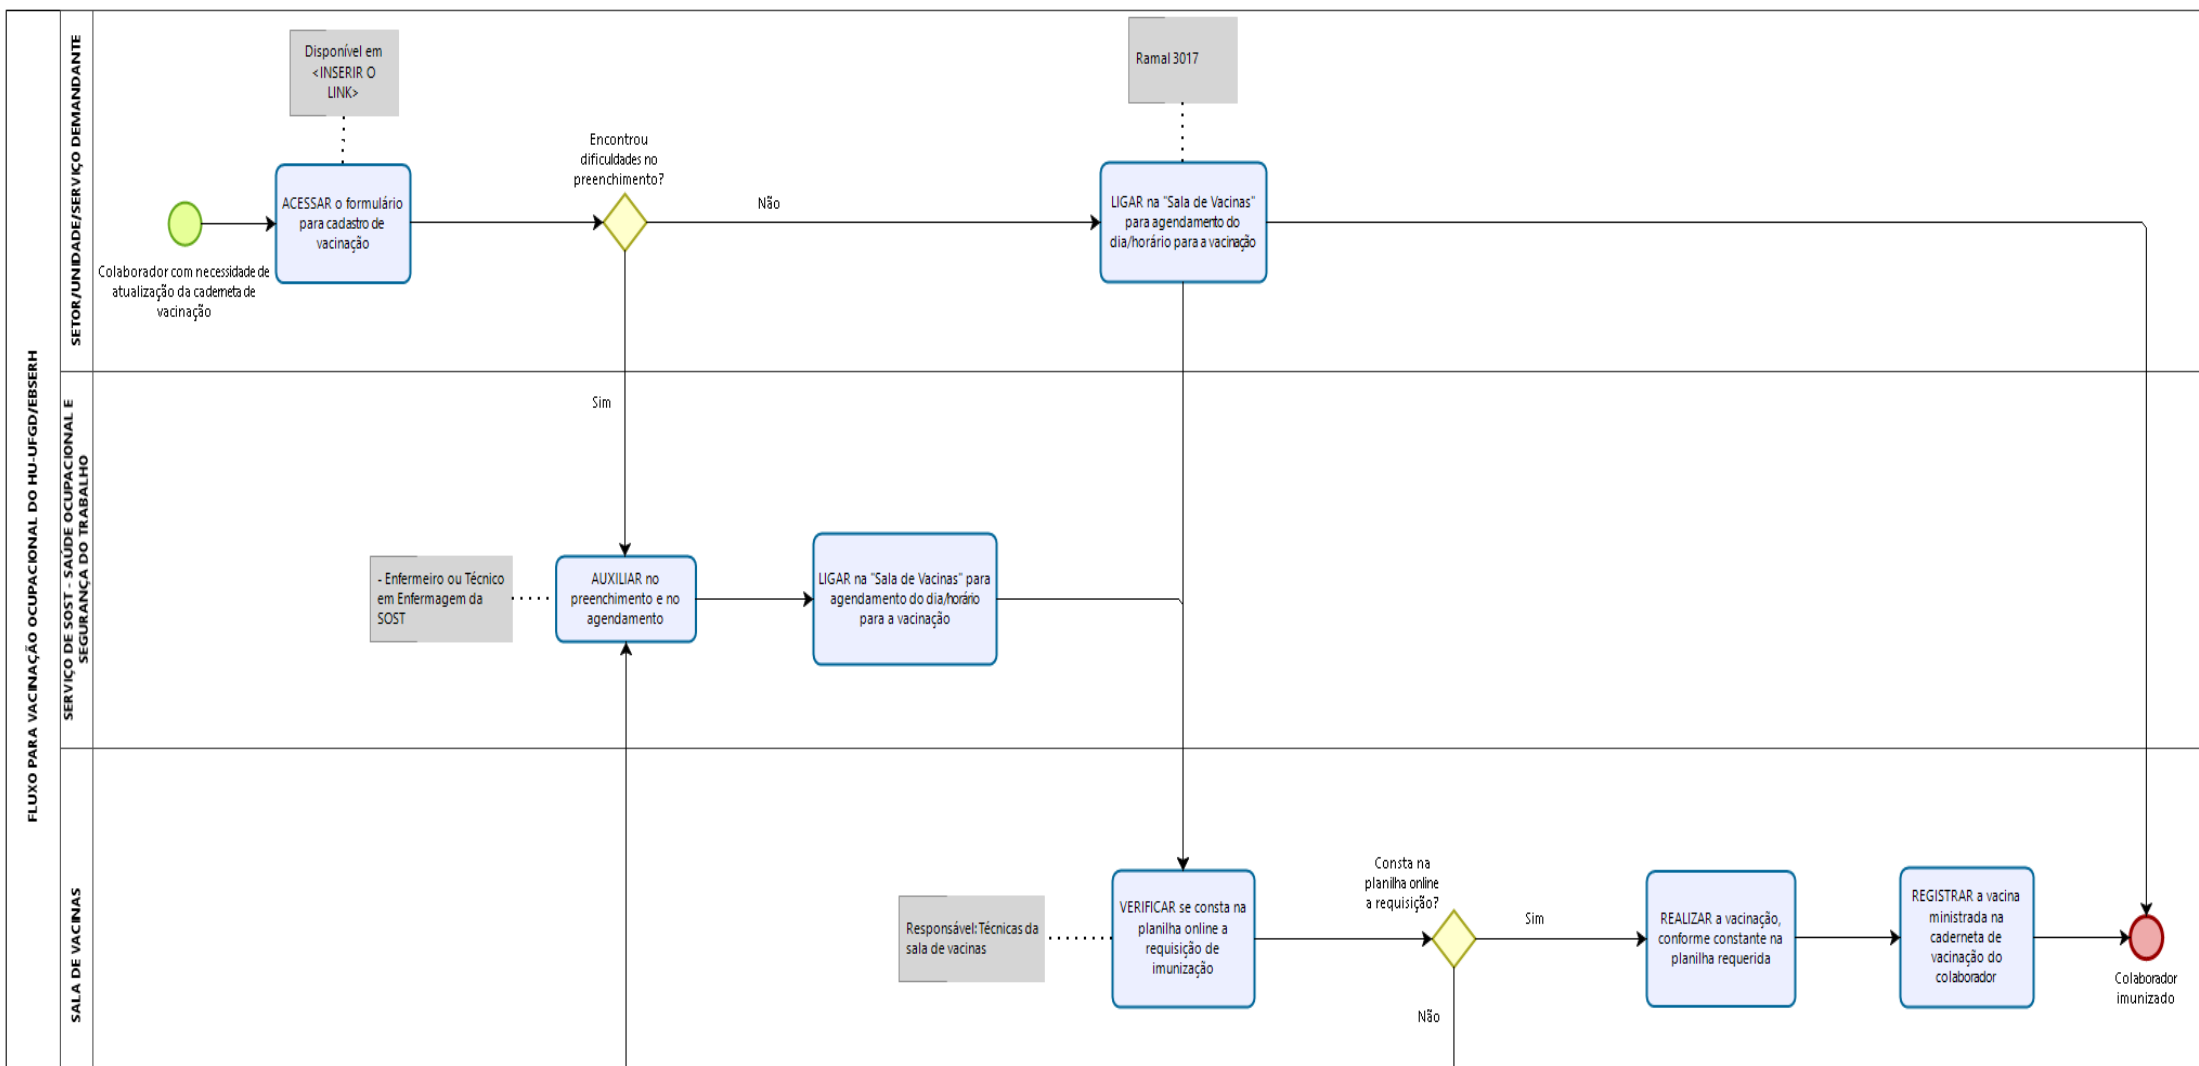 FLUXO PARA VACINAÇÃO OCUPACIONAL DO HU-UFGD/EBSERH
SETOR/UNIDADE/SERVIÇO DEMANDANTE
Disponível em
<INSERIR O
LINK>
Ramal 3017
Encontrou
dificuldades no
preenchimento?
ACESSAR o formulário
para cadastro de
vacinação
Não
LIGAR na "Sala de Vacinas"
para agendamento do
dia/horário para a vacinação
Colaborador com necessidade de
atualização da caderneta de
vacinação
SERVIÇO DE SOST - SAÚDE OCUPACIONAL E
SEGURANÇA DO TRABALHO
Sim
- Enfermeiro ou Técnico
em Enfermagem da
SOST
AUXILIAR no
preenchimento e no
agendamento
LIGAR na "Sala de Vacinas" para
agendamento do dia/horário
para a vacinação
SALA DE VACINAS
Responsável: Técnicas da
sala de vacinas
VERIFICAR se consta na
planilha online a
requisição de
imunização
Consta na
planilha online
a requisição?
Sim
Não
REALIZAR a vacinação,
conforme constante na
planilha requerida
REGISTRAR a vacina
ministrada na
caderneta de
vacinação do
colaborador
Colaborador
imunizado